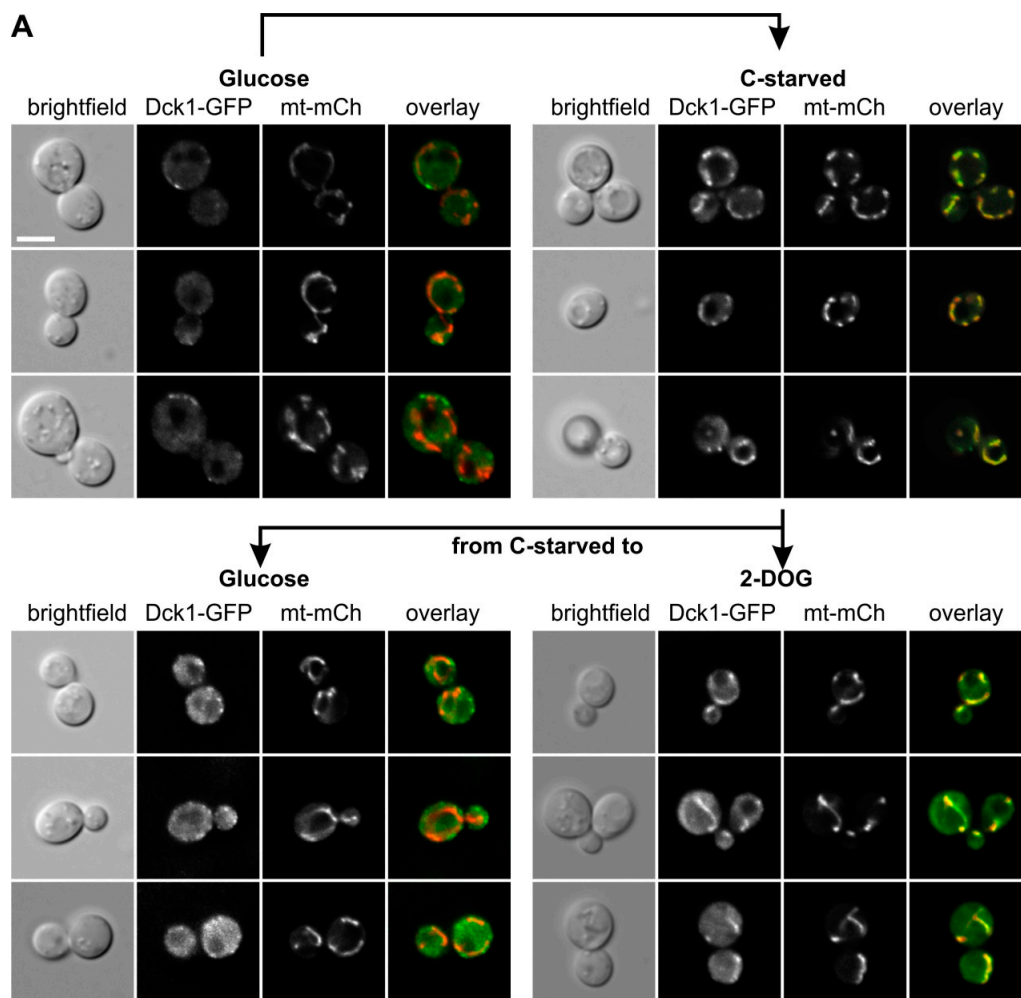 A
Glucose
brightfield Dck1-GFP mt-mCh overlay
C-starved
brightfield Dck1-GFP mt-mCh overlay
from C-starved to
Glucose
brightfield Dck1-GFP mt-mCh overlay
2-DOG
brightfield Dck1-GFP mt-mCh overlay